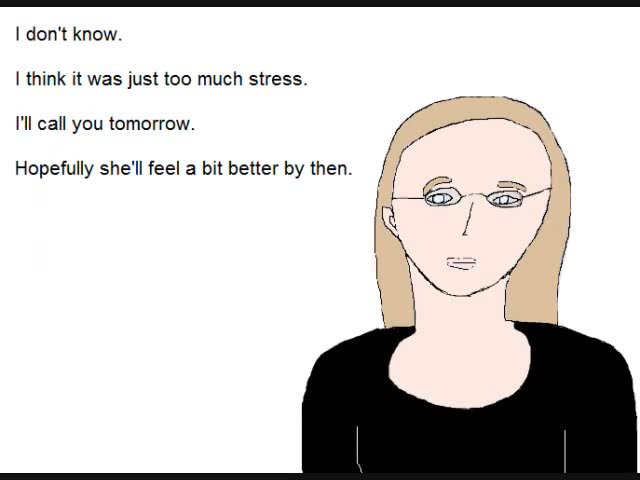 I don't know.
I think it was just too much stress.
I'll call you tomorrow.
Hopefully she'll feel a bit better by then.